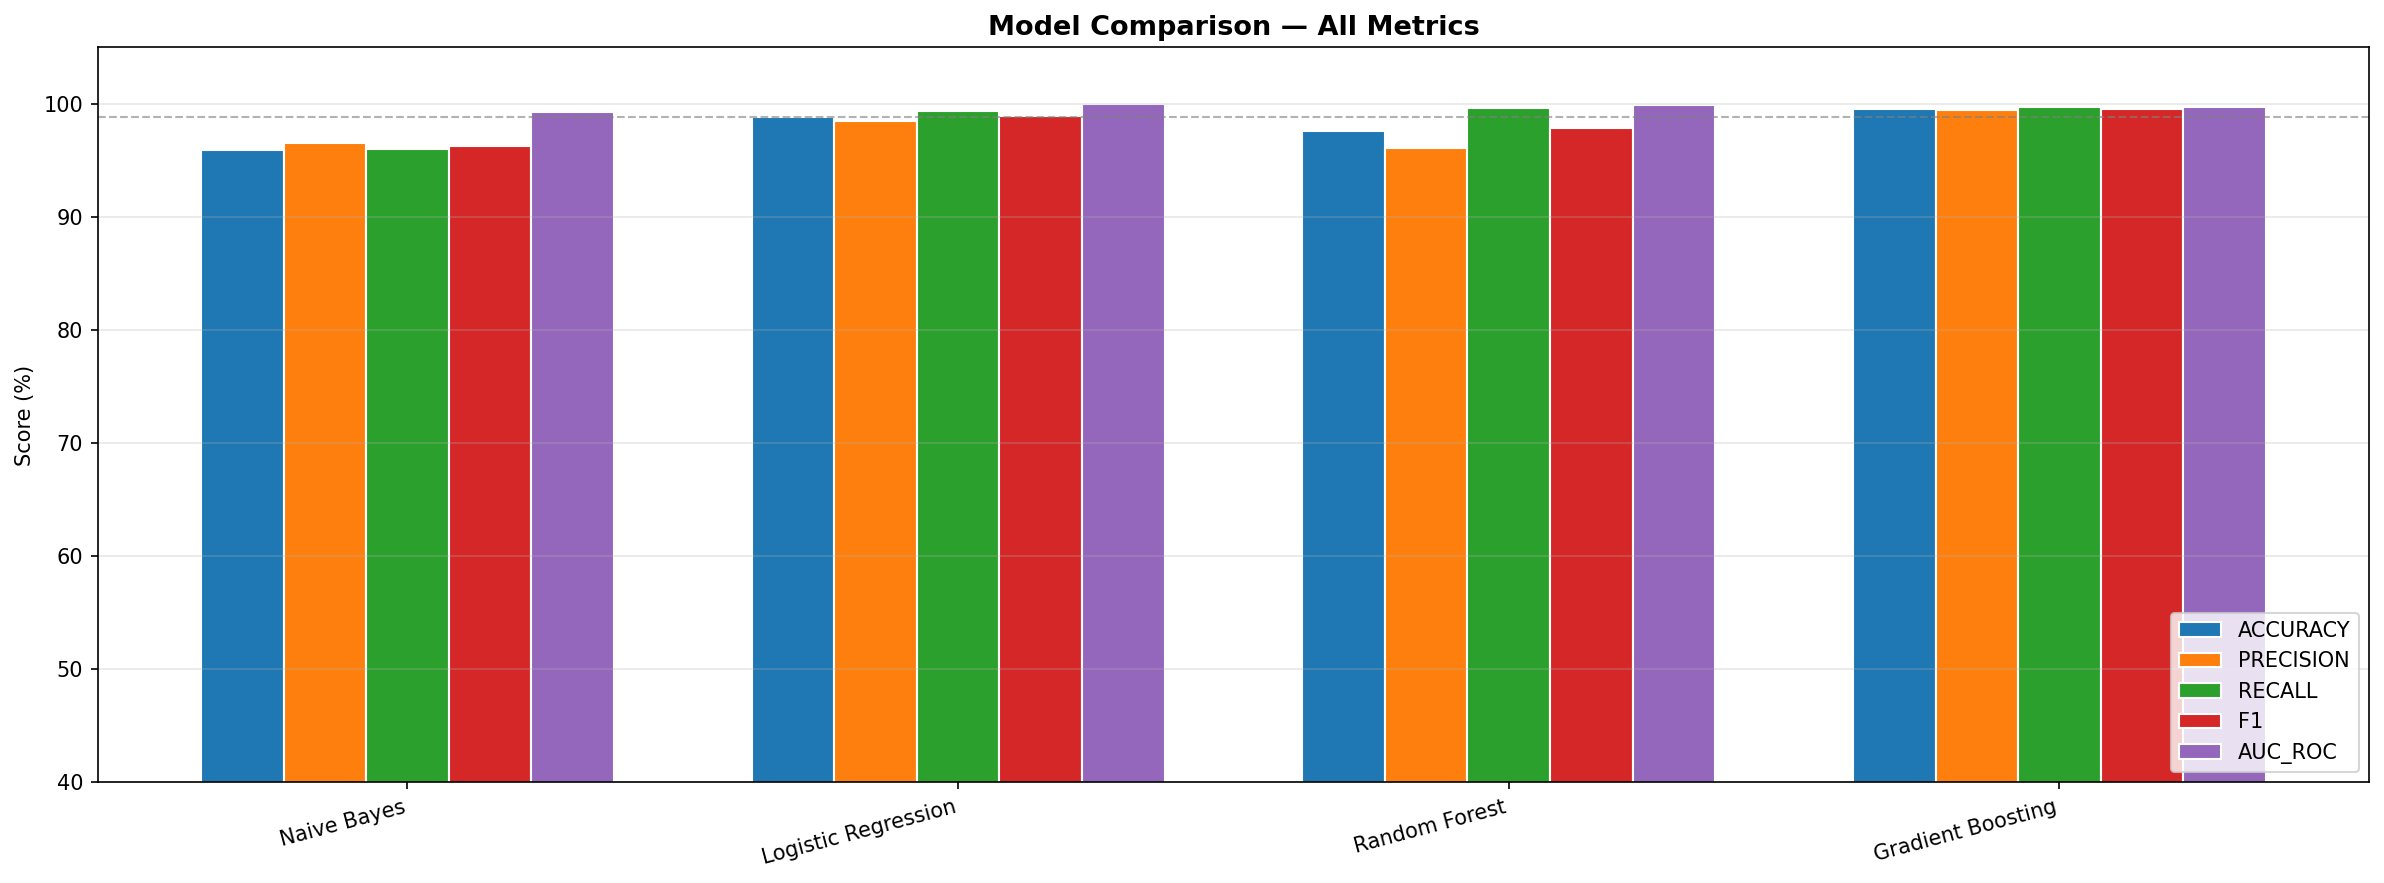 Model Comparison — All Metrics
Score (%)
100
90
80
70
60
50
40
Naive Bayes
Logistic Regression
Random Forest
Gradient Boosting
ACCURACY
PRECISION
RECALL
F1
AUC_ROC